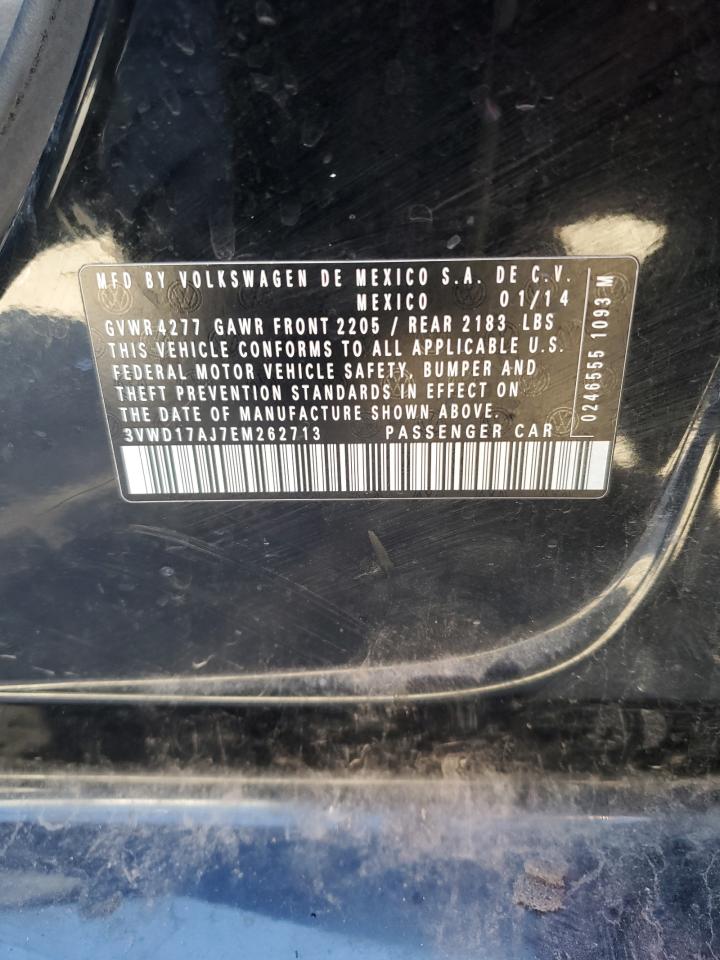 MFD BY VOLKSWAGEN DE MEXICO S.A. DE C.V.
MEXICO 01/14
GVWR 4277 GAWR FRONT 2205 / REAR 2183 LBS
THIS VEHICLE CONFORMS TO ALL APPLICABLE U.S.
FEDERAL MOTOR VEHICLE SAFETY, BUMPER AND
THEFT PREVENTION STANDARDS IN EFFECT ON
THE DATE OF MANUFACTURE SHOWN ABOVE.
3VWD17AJ7EM262713 PASSENGER CAR
0246555 1093 M